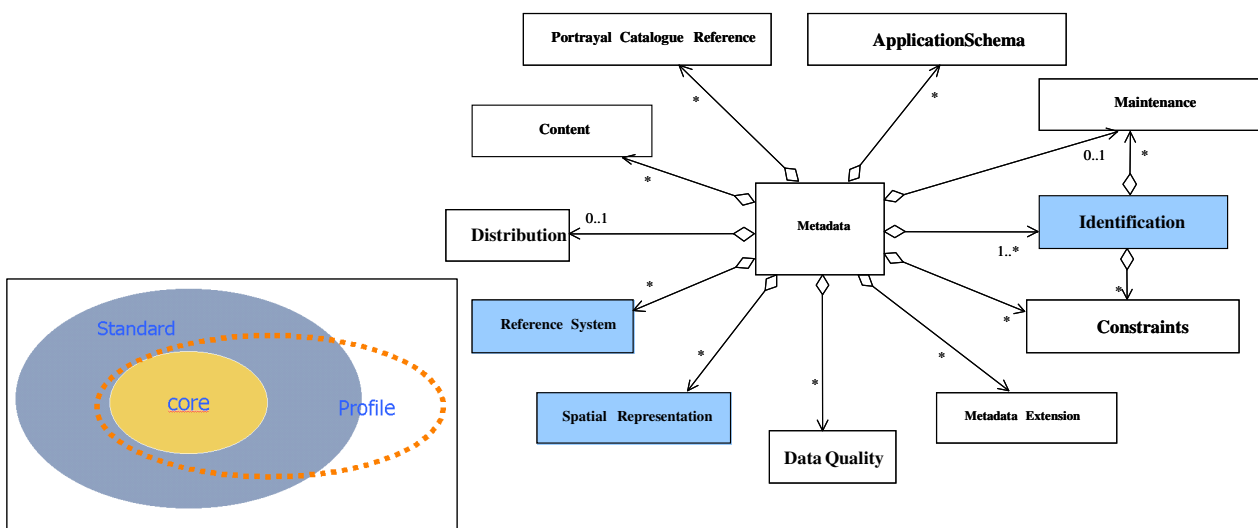 Portrayal Catalogue Reference
ApplicationSchema
*
*
Maintenance
Content
0..1
*
*
Metadata
Identification
Distribution
0..1
1..*
*
*
Reference System
*
Constraints
*
*
*
Spatial Representation
Metadata Extension
Data Quality
Standard
core
Profile